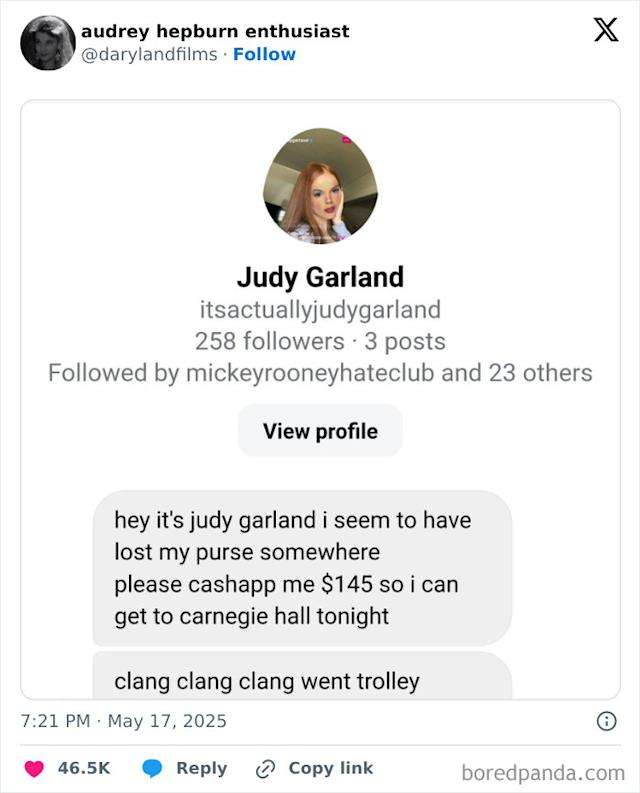 audrey hepburn enthusiast
@darylandfilms · Follow
Judy Garland
itsactuallyjudygarland
258 followers · 3 posts
Followed by mickeyrooneyhateclub and 23 others
View profile
hey it's judy garland i seem to have
lost my purse somewhere
please cashapp me $145 so i can
get to carnegie hall tonight
clang clang clang went trolley
7:21 PM · May 17, 2025
46.5K
Reply
Copy link
boredpanda.com